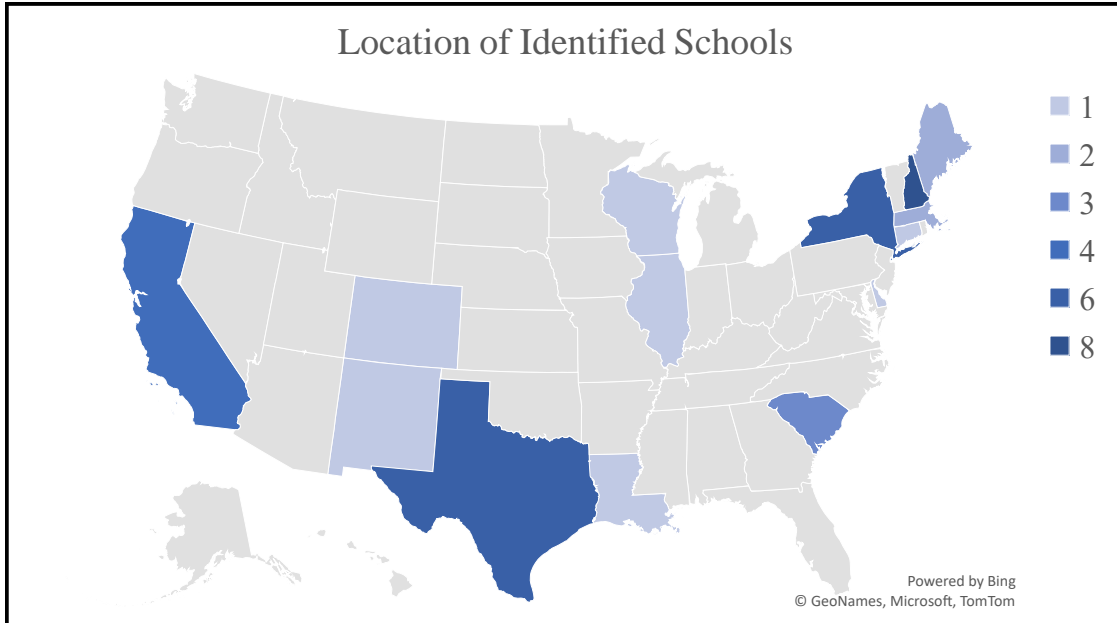 Location of Identified Schools
1
2
3
4
6
8
Powered by Bing
© GeoNames, Microsoft, TomTom